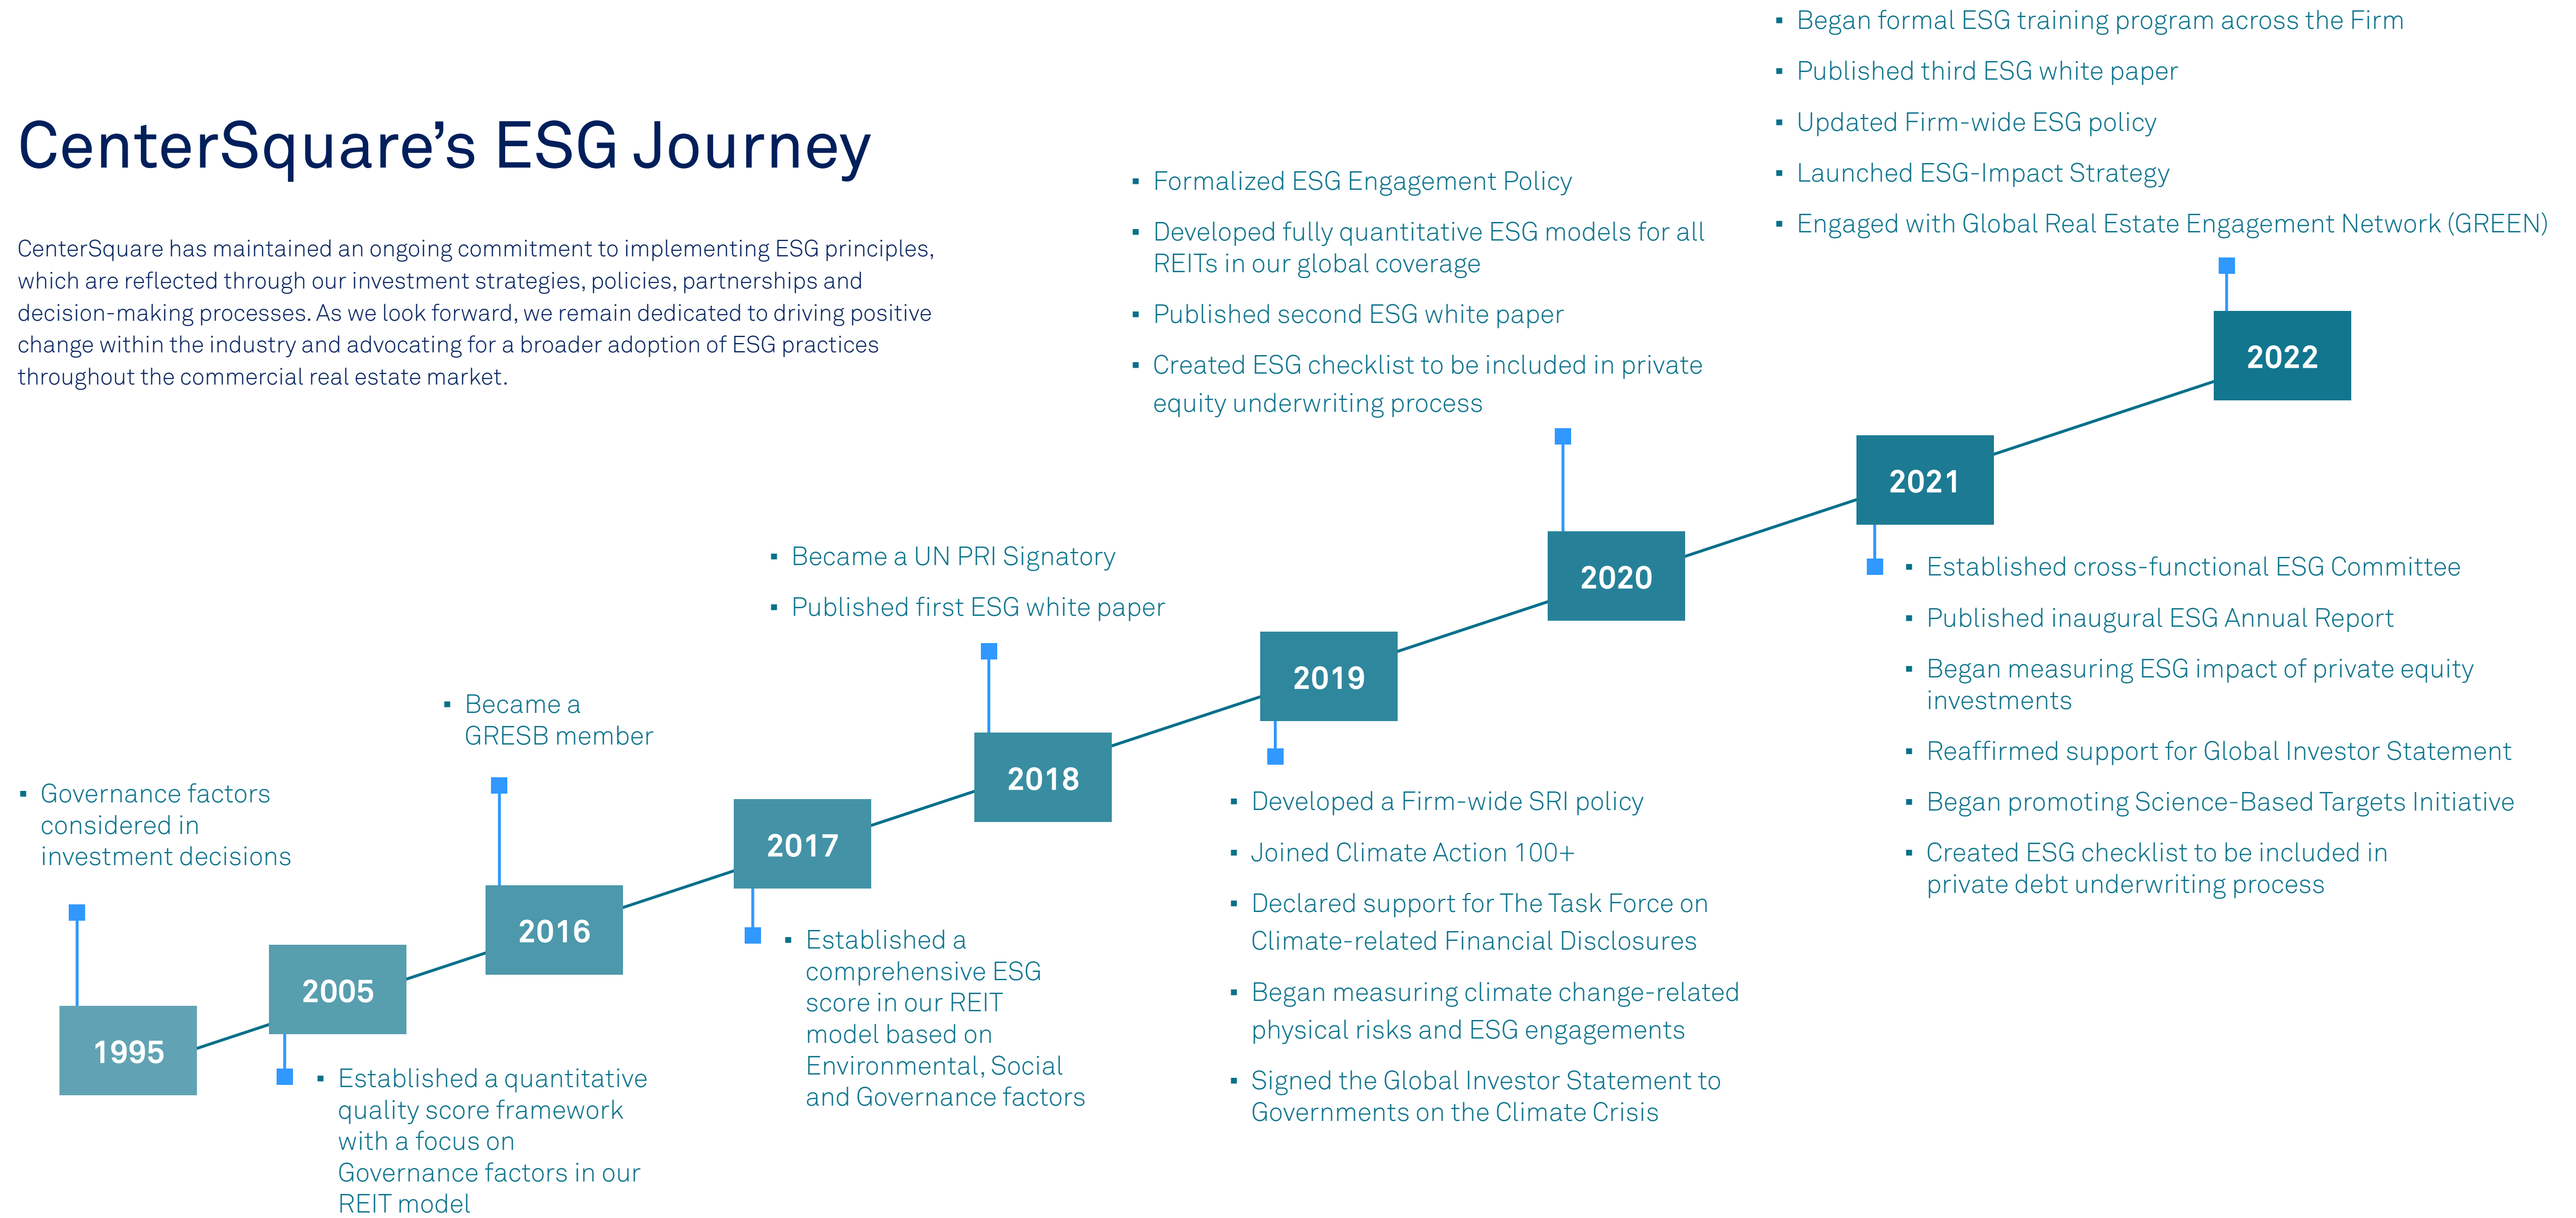 CenterSquare’s ESG Journey
CenterSquare has maintained an ongoing commitment to implementing ESG principles,
which are reflected through our investment strategies, policies, partnerships and
decision-making processes. As we look forward, we remain dedicated to driving positive
change within the industry and advocating for a broader adoption of ESG practices
throughout the commercial real estate market.
▪ Governance factors
considered in
investment decisions
1995
2005
▪ Established a quantitative
quality score framework
with a focus on
Governance factors in our
REIT model
▪ Became a
GRESB member
2016
2017
▪ Established a
comprehensive ESG
score in our REIT
model based on
Environmental, Social
and Governance factors
▪ Became a UN PRI Signatory
▪ Published first ESG white paper
2018
2019
▪ Developed a Firm-wide SRI policy
▪ Joined Climate Action 100+
▪ Declared support for The Task Force on
Climate-related Financial Disclosures
▪ Began measuring climate change-related
physical risks and ESG engagements
▪ Signed the Global Investor Statement to
Governments on the Climate Crisis
▪ Formalized ESG Engagement Policy
▪ Developed fully quantitative ESG models for all
REITs in our global coverage
▪ Published second ESG white paper
▪ Created ESG checklist to be included in private
equity underwriting process
2020
2021
▪ Established cross-functional ESG Committee
▪ Published inaugural ESG Annual Report
▪ Began measuring ESG impact of private equity
investments
▪ Reaffirmed support for Global Investor Statement
▪ Began promoting Science-Based Targets Initiative
▪ Created ESG checklist to be included in
private debt underwriting process
▪ Began formal ESG training program across the Firm
▪ Published third ESG white paper
▪ Updated Firm-wide ESG policy
▪ Launched ESG-Impact Strategy
▪ Engaged with Global Real Estate Engagement Network (GREEN)
2022